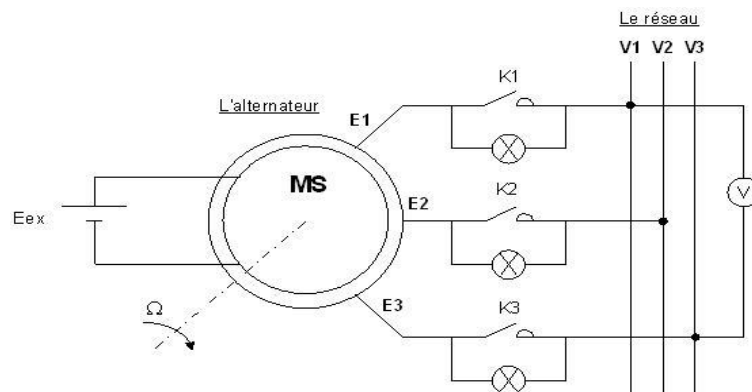 Le réseau
V1 V2 V3
K1
L'alternateur
E1
MS
K2
V
E2
Eex
Ω
E3
K3